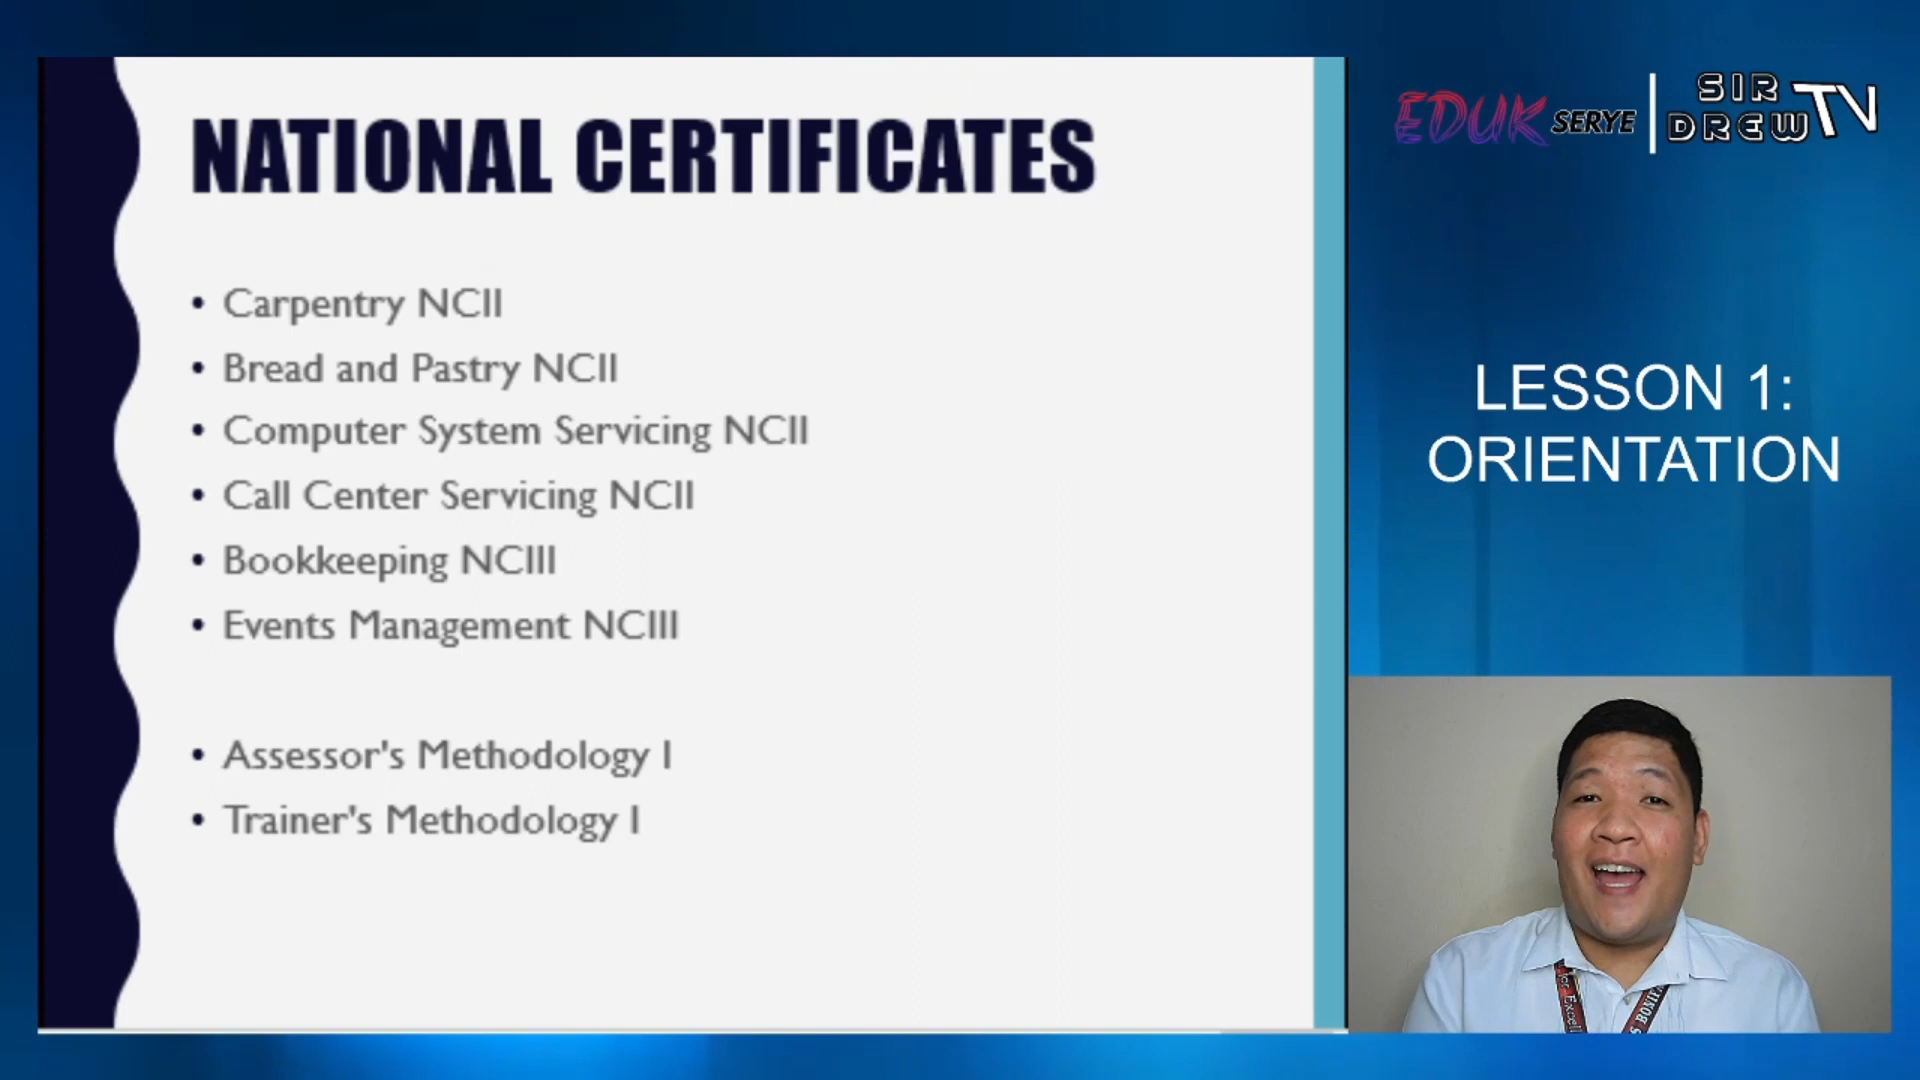 NATIONAL CERTIFICATES
• Carpentry NCII
• Bread and Pastry NCII
• Computer System Servicing NCII
• Call Center Servicing NCII
• Bookkeeping NCIII
• Events Management NCIII
• Assessor's Methodology I
• Trainer's Methodology I
EDUK SERYE
SIR DREW TV
LESSON 1:
ORIENTATION